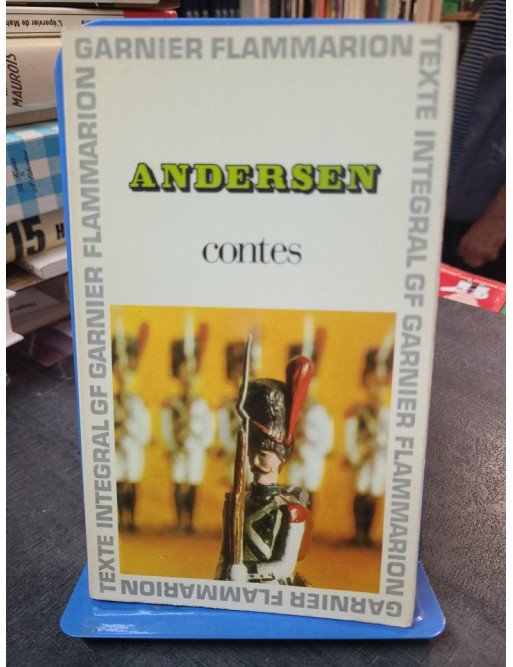 GARNIER FLAMMARION
TEXTE INTEGRAL GF GARNIER FLAMMARION
ANDERSEN
contes
TEXTE INTEGRAL GF GARNIER FLAMMARION
GARNIER FLAMMARION
MAUROIS
15